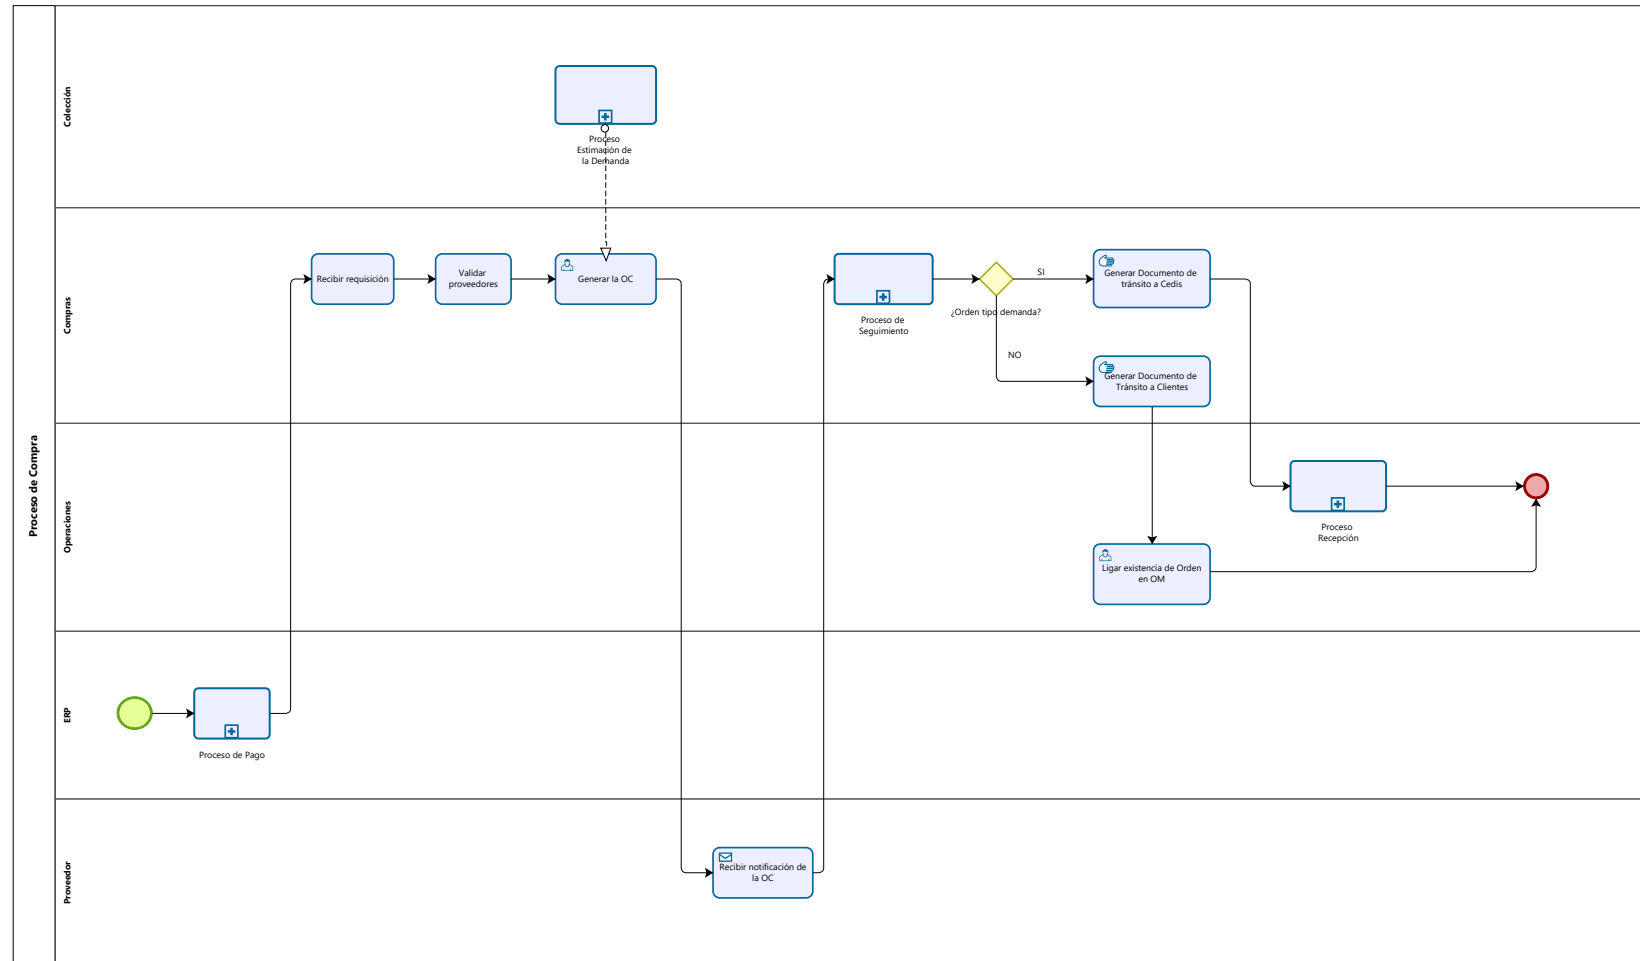 Proceso de Compra
Colección
Proceso
Estimación de
la Demanda
Compras
Recibir requisición
Validar
proveedores
Generar la OC
Proceso de
Seguimiento
¿Orden tipo demanda?
SI
NO
Generar Documento de
tránsito a Cedis
Generar Documento de
Tránsito a Clientes
Operaciones
Proceso
Recepción
Ligar existencia de Orden
en OM
ERP
Proceso de Pago
Proveedor
Recibir notificación de
la OC